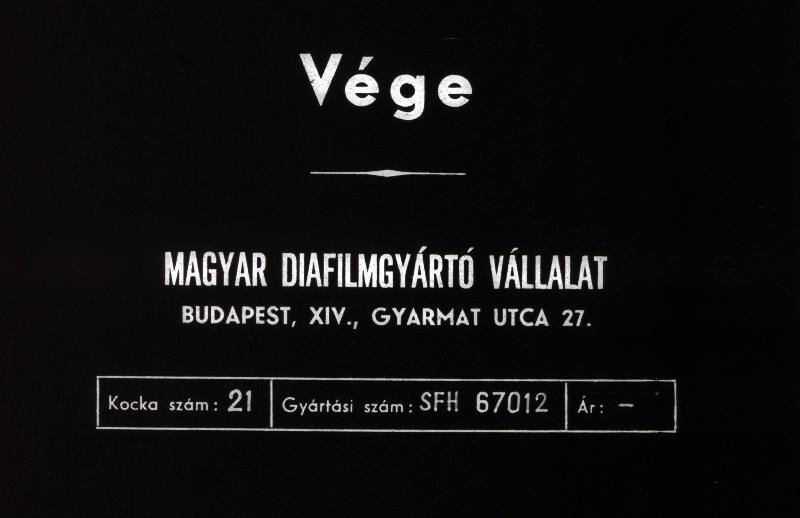 Vége
MAGYAR DIAFILMGYÁRTÓ VÁLLALAT
BUDAPEST, XIV., GYARMAT UTCA 27.
Kocka szám: 21 Gyártási szám: SFH 67012 Ár: –